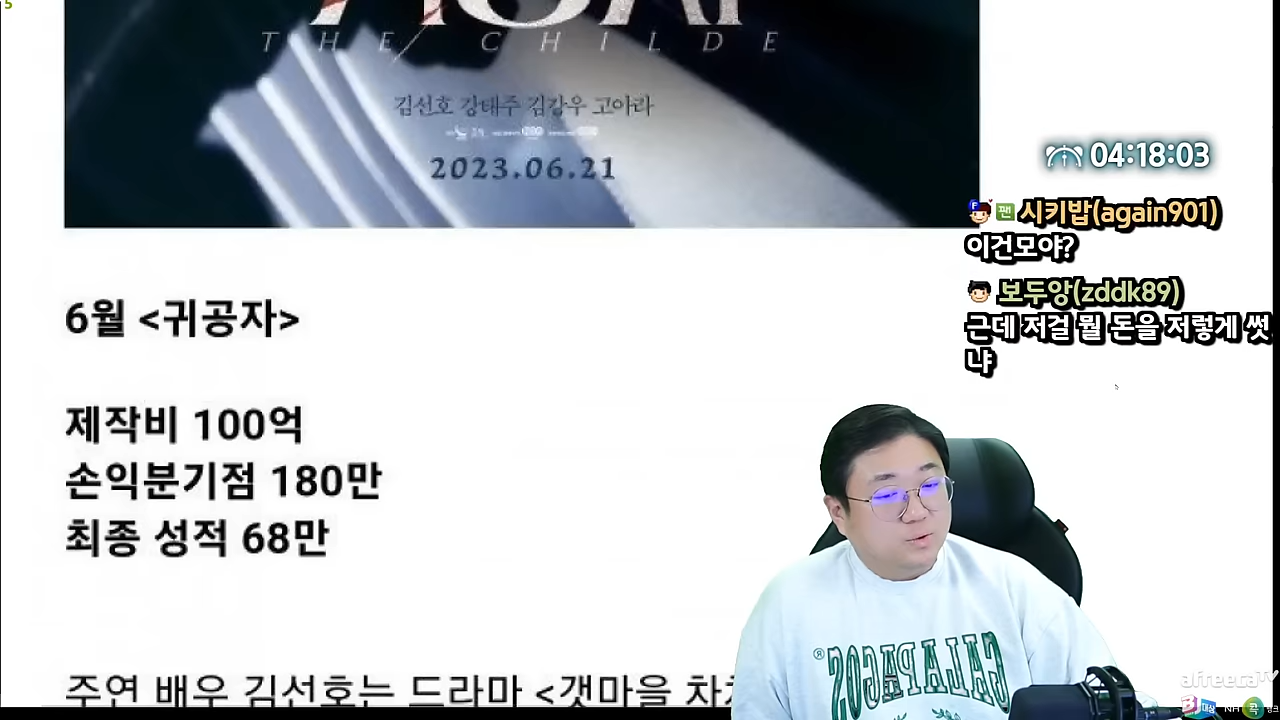 5
THE CHILDE
김선호 강태주 김강우 고아라
2023.06.21
04:18:03
F 팬 시키밥(again901)
이건모야?
보두앙(zddk89)
근데 저걸 뭘 돈을 저렇게 썻
냐
6월 <귀공자>
제작비 100억
손익분기점 180만
최종 성적 68만
주연 배우 김선호는 드라마 <갯마을 차
GALAPAGOS®
afreecaTV